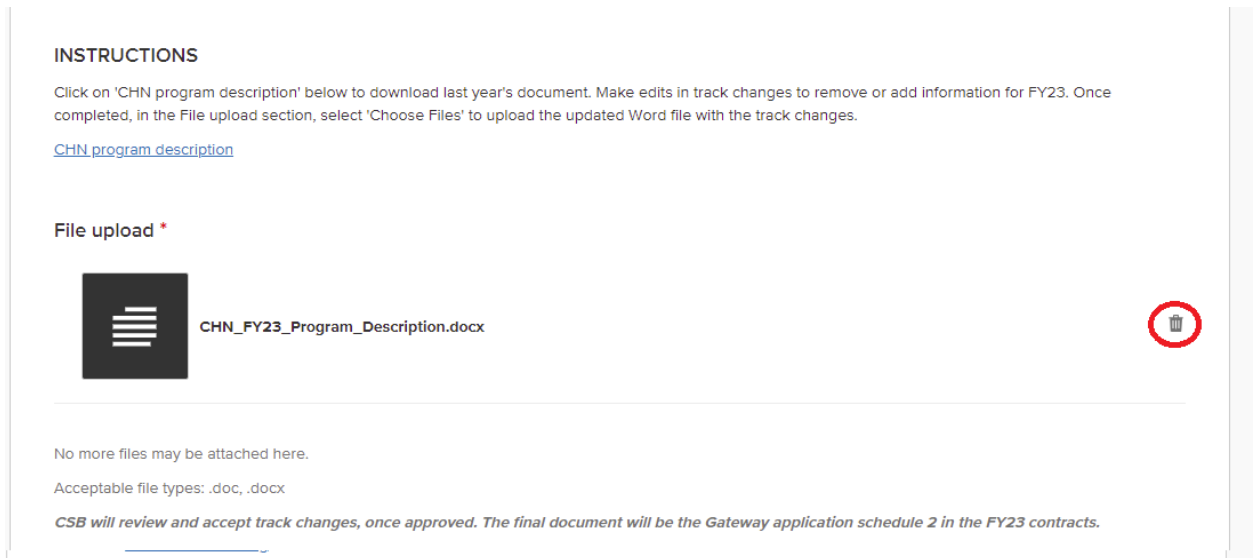 INSTRUCTIONS
Click on 'CHN program description' below to download last year's document. Make edits in track changes to remove or add information for FY23. Once
completed, in the File upload section, select 'Choose Files' to upload the updated Word file with the track changes.
CHN program description
File upload *
CHN_FY23_Program_Description.docx
No more files may be attached here.
Acceptable file types: .doc, .docx
CSB will review and accept track changes, once approved. The final document will be the Gateway application schedule 2 in the FY23 contracts.